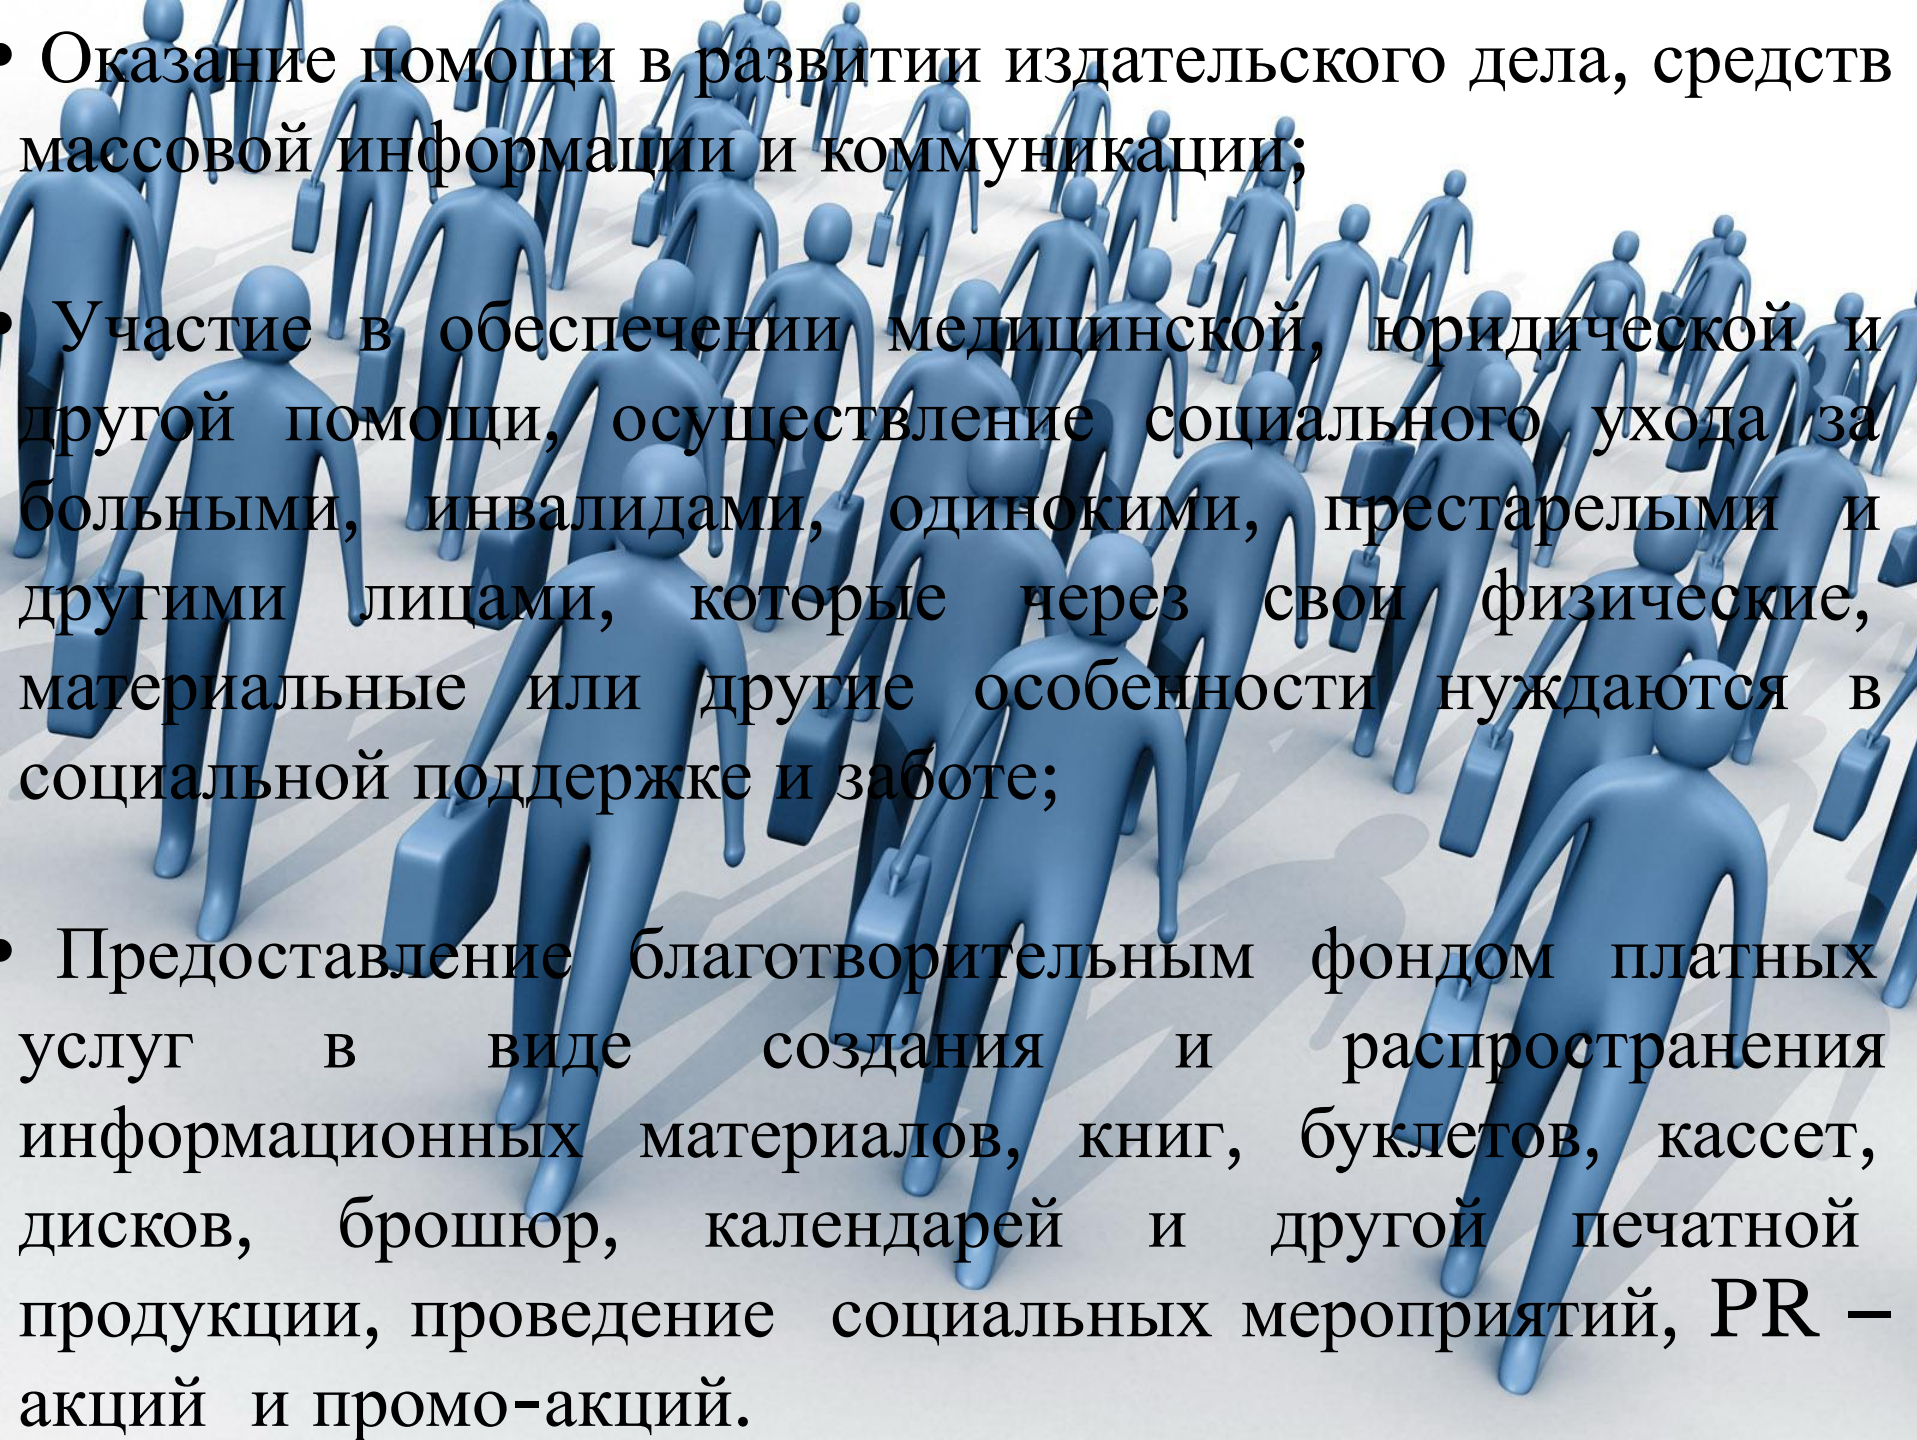 • Оказание помощи в развитии издательского дела, средств
массовой информации и коммуникации;
• Участие в обеспечении медицинской, юридической и
другой помощи, осуществление социального ухода за
больными, инвалидами, одинокими, престарелыми и
другими лицами, которые через свои физические,
материальные или другие особенности нуждаются в
социальной поддержке и заботе;
• Предоставление благотворительным фондом платных
услуг в виде создания и распространения
информационных материалов, книг, буклетов, кассет,
дисков, брошюр, календарей и другой печатной
продукции, проведение социальных мероприятий, PR –
акций и промо-акций.